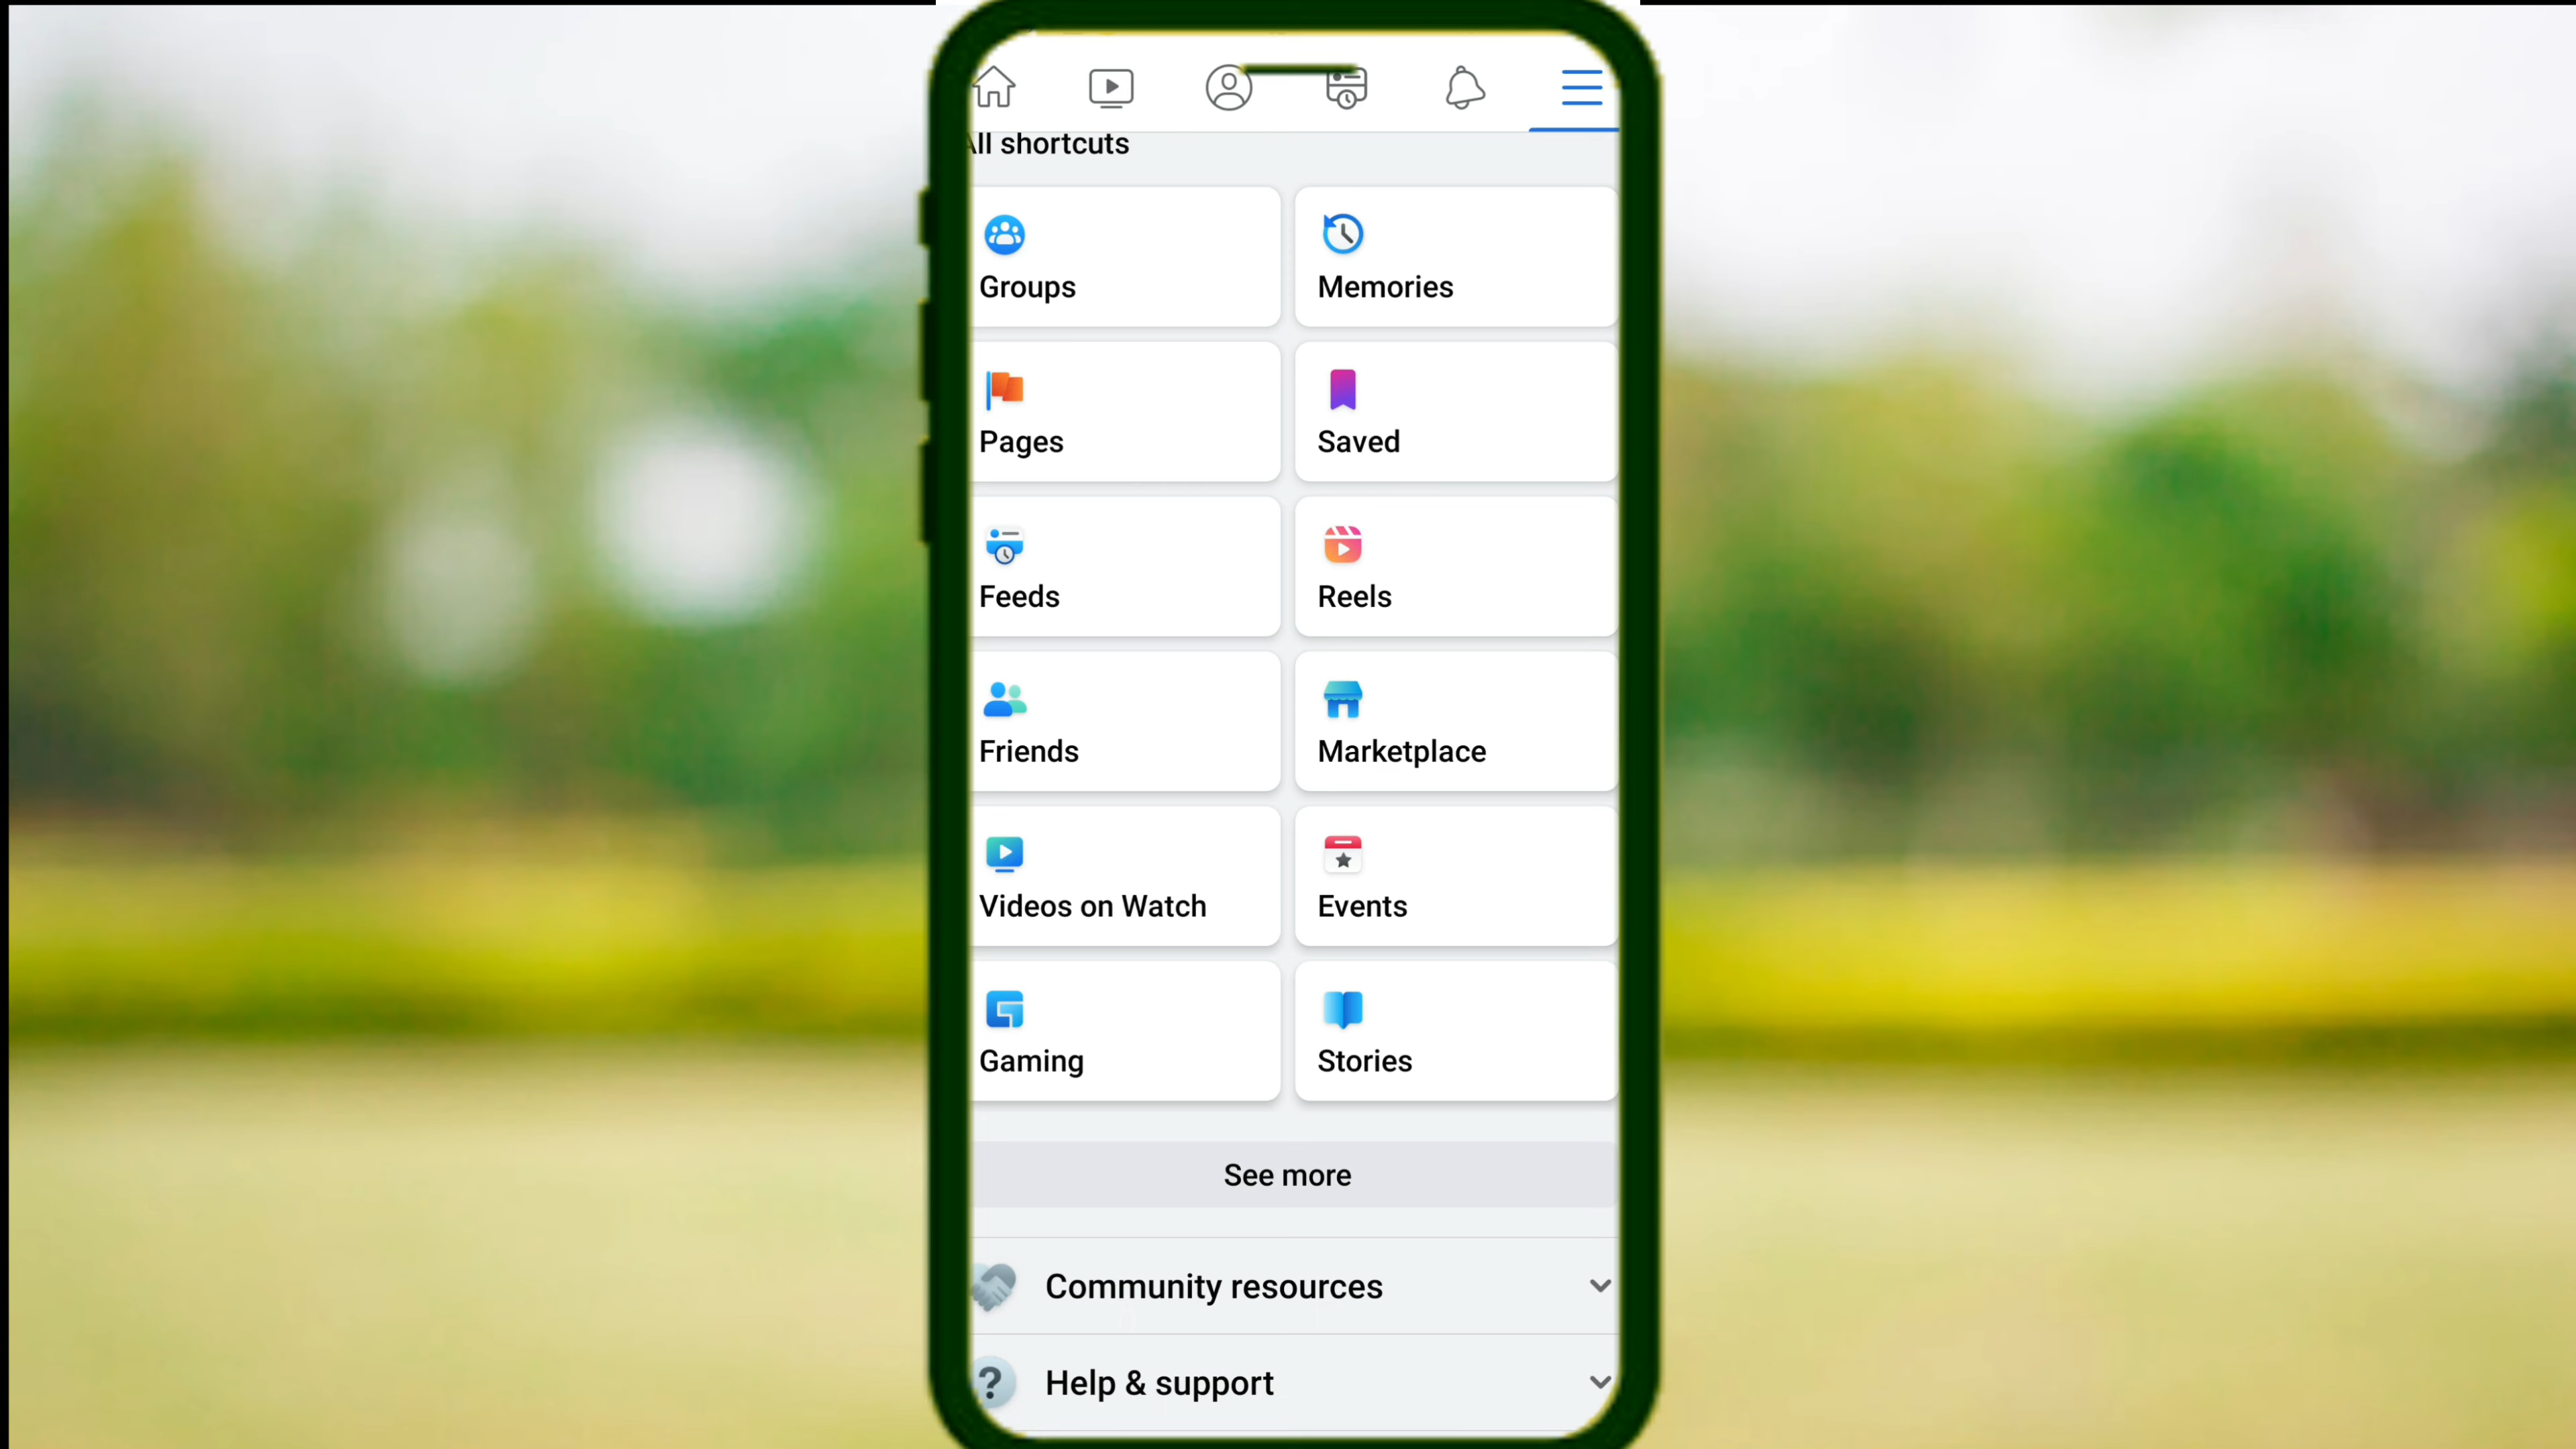 All shortcuts
Groups
Memories
Pages
Saved
Feeds
Reels
Friends
Marketplace
Videos on Watch
Events
Gaming
Stories
See more
Community resources
Help & support